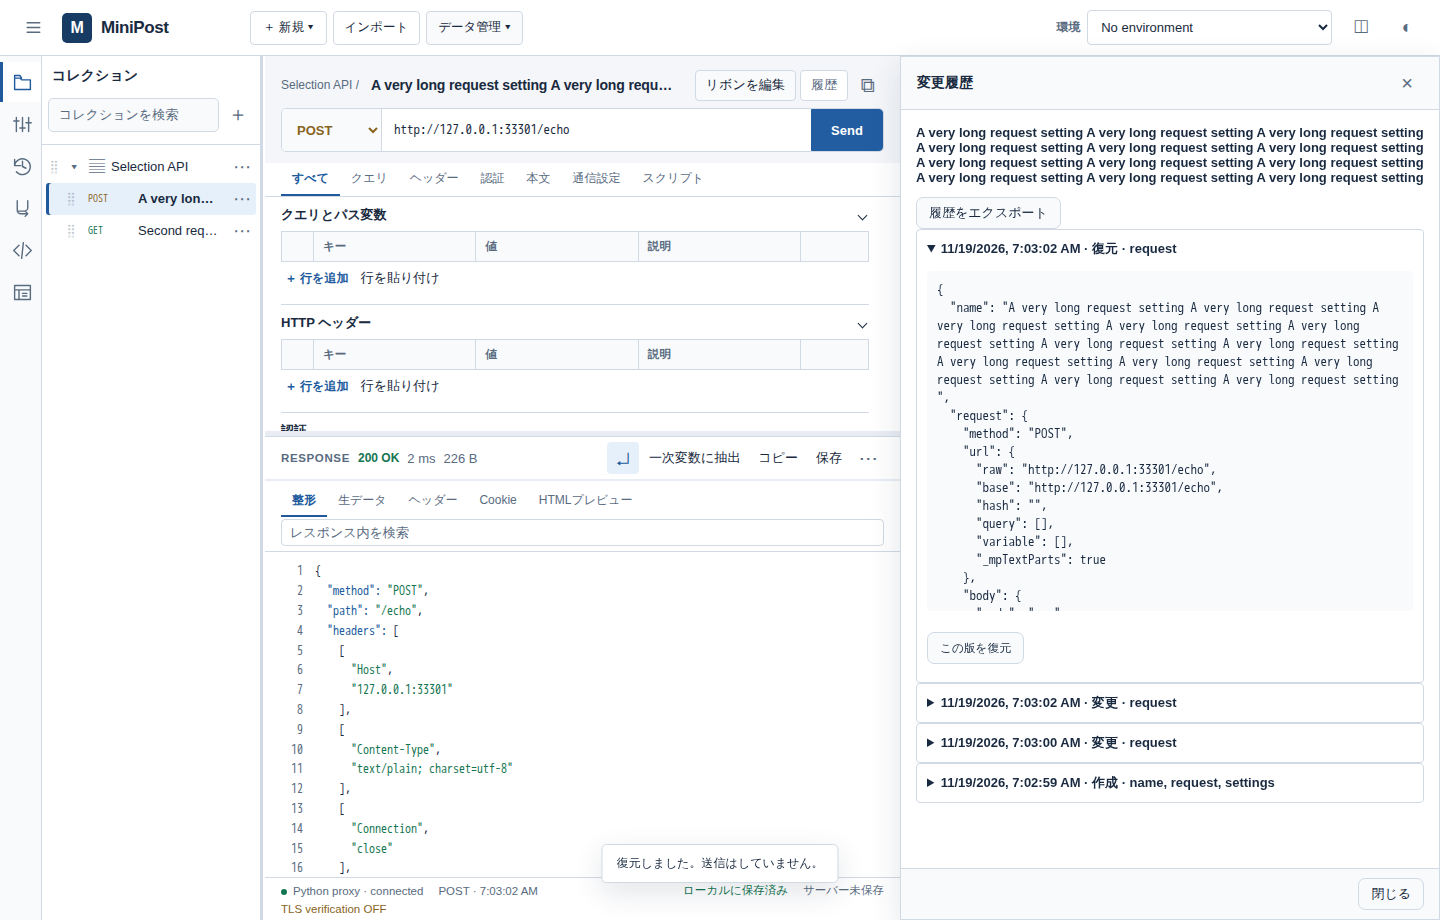 MiniPost
M
＋ 新規 ▾
インポート
データ管理 ▾
環境
No environment
コレクション
コレクションを検索
Selection API
POST A very lon…
GET Second req…
Selection API / A very long request setting A very long requ…
リボンを編集
履歴
POST
http://127.0.0.1:33301/echo
Send
すべて クエリ ヘッダー 認証 本文 通信設定 スクリプト
クエリとパス変数
キー 値 説明
+ 行を追加 行を貼り付け
HTTP ヘッダー
キー 値 説明
+ 行を追加 行を貼り付け
認証
RESPONSE 200 OK 2 ms 226 B
一次変数に抽出 コピー 保存
整形 生データ ヘッダー Cookie HTMLプレビュー
レスポンス内を検索
1 {
2 "method": "POST",
3 "path": "/echo",
4 "headers": [
5 [
6 "Host",
7 "127.0.0.1:33301"
8 ],
9 [
10 "Content-Type",
11 "text/plain; charset=utf-8"
12 ],
13 [
14 "Connection",
15 "close"
16 ],
Python proxy · connected POST · 7:03:02 AM
ローカルに保存済み サーバー未保存
TLS verification OFF
復元しました。送信はしていません。
変更履歴
A very long request setting A very long request setting A very long request setting
A very long request setting A very long request setting A very long request setting
A very long request setting A very long request setting A very long request setting
A very long request setting A very long request setting A very long request setting
履歴をエクスポート
▼ 11/19/2026, 7:03:02 AM · 復元 · request
{
"name": "A very long request setting A very long request setting A
very long request setting A very long request setting A very long
request setting A very long request setting A very long request setting
A very long request setting A very long request setting A very long
request setting A very long request setting A very long request setting
",
"request": {
"method": "POST",
"url": {
"raw": "http://127.0.0.1:33301/echo",
"base": "http://127.0.0.1:33301/echo",
"hash": "",
"query": [],
"variable": [],
"_mpTextParts": true
},
"body": {
この版を復元
▶ 11/19/2026, 7:03:02 AM · 変更 · request
▶ 11/19/2026, 7:03:00 AM · 変更 · request
▶ 11/19/2026, 7:02:59 AM · 作成 · name, request, settings
閉じる